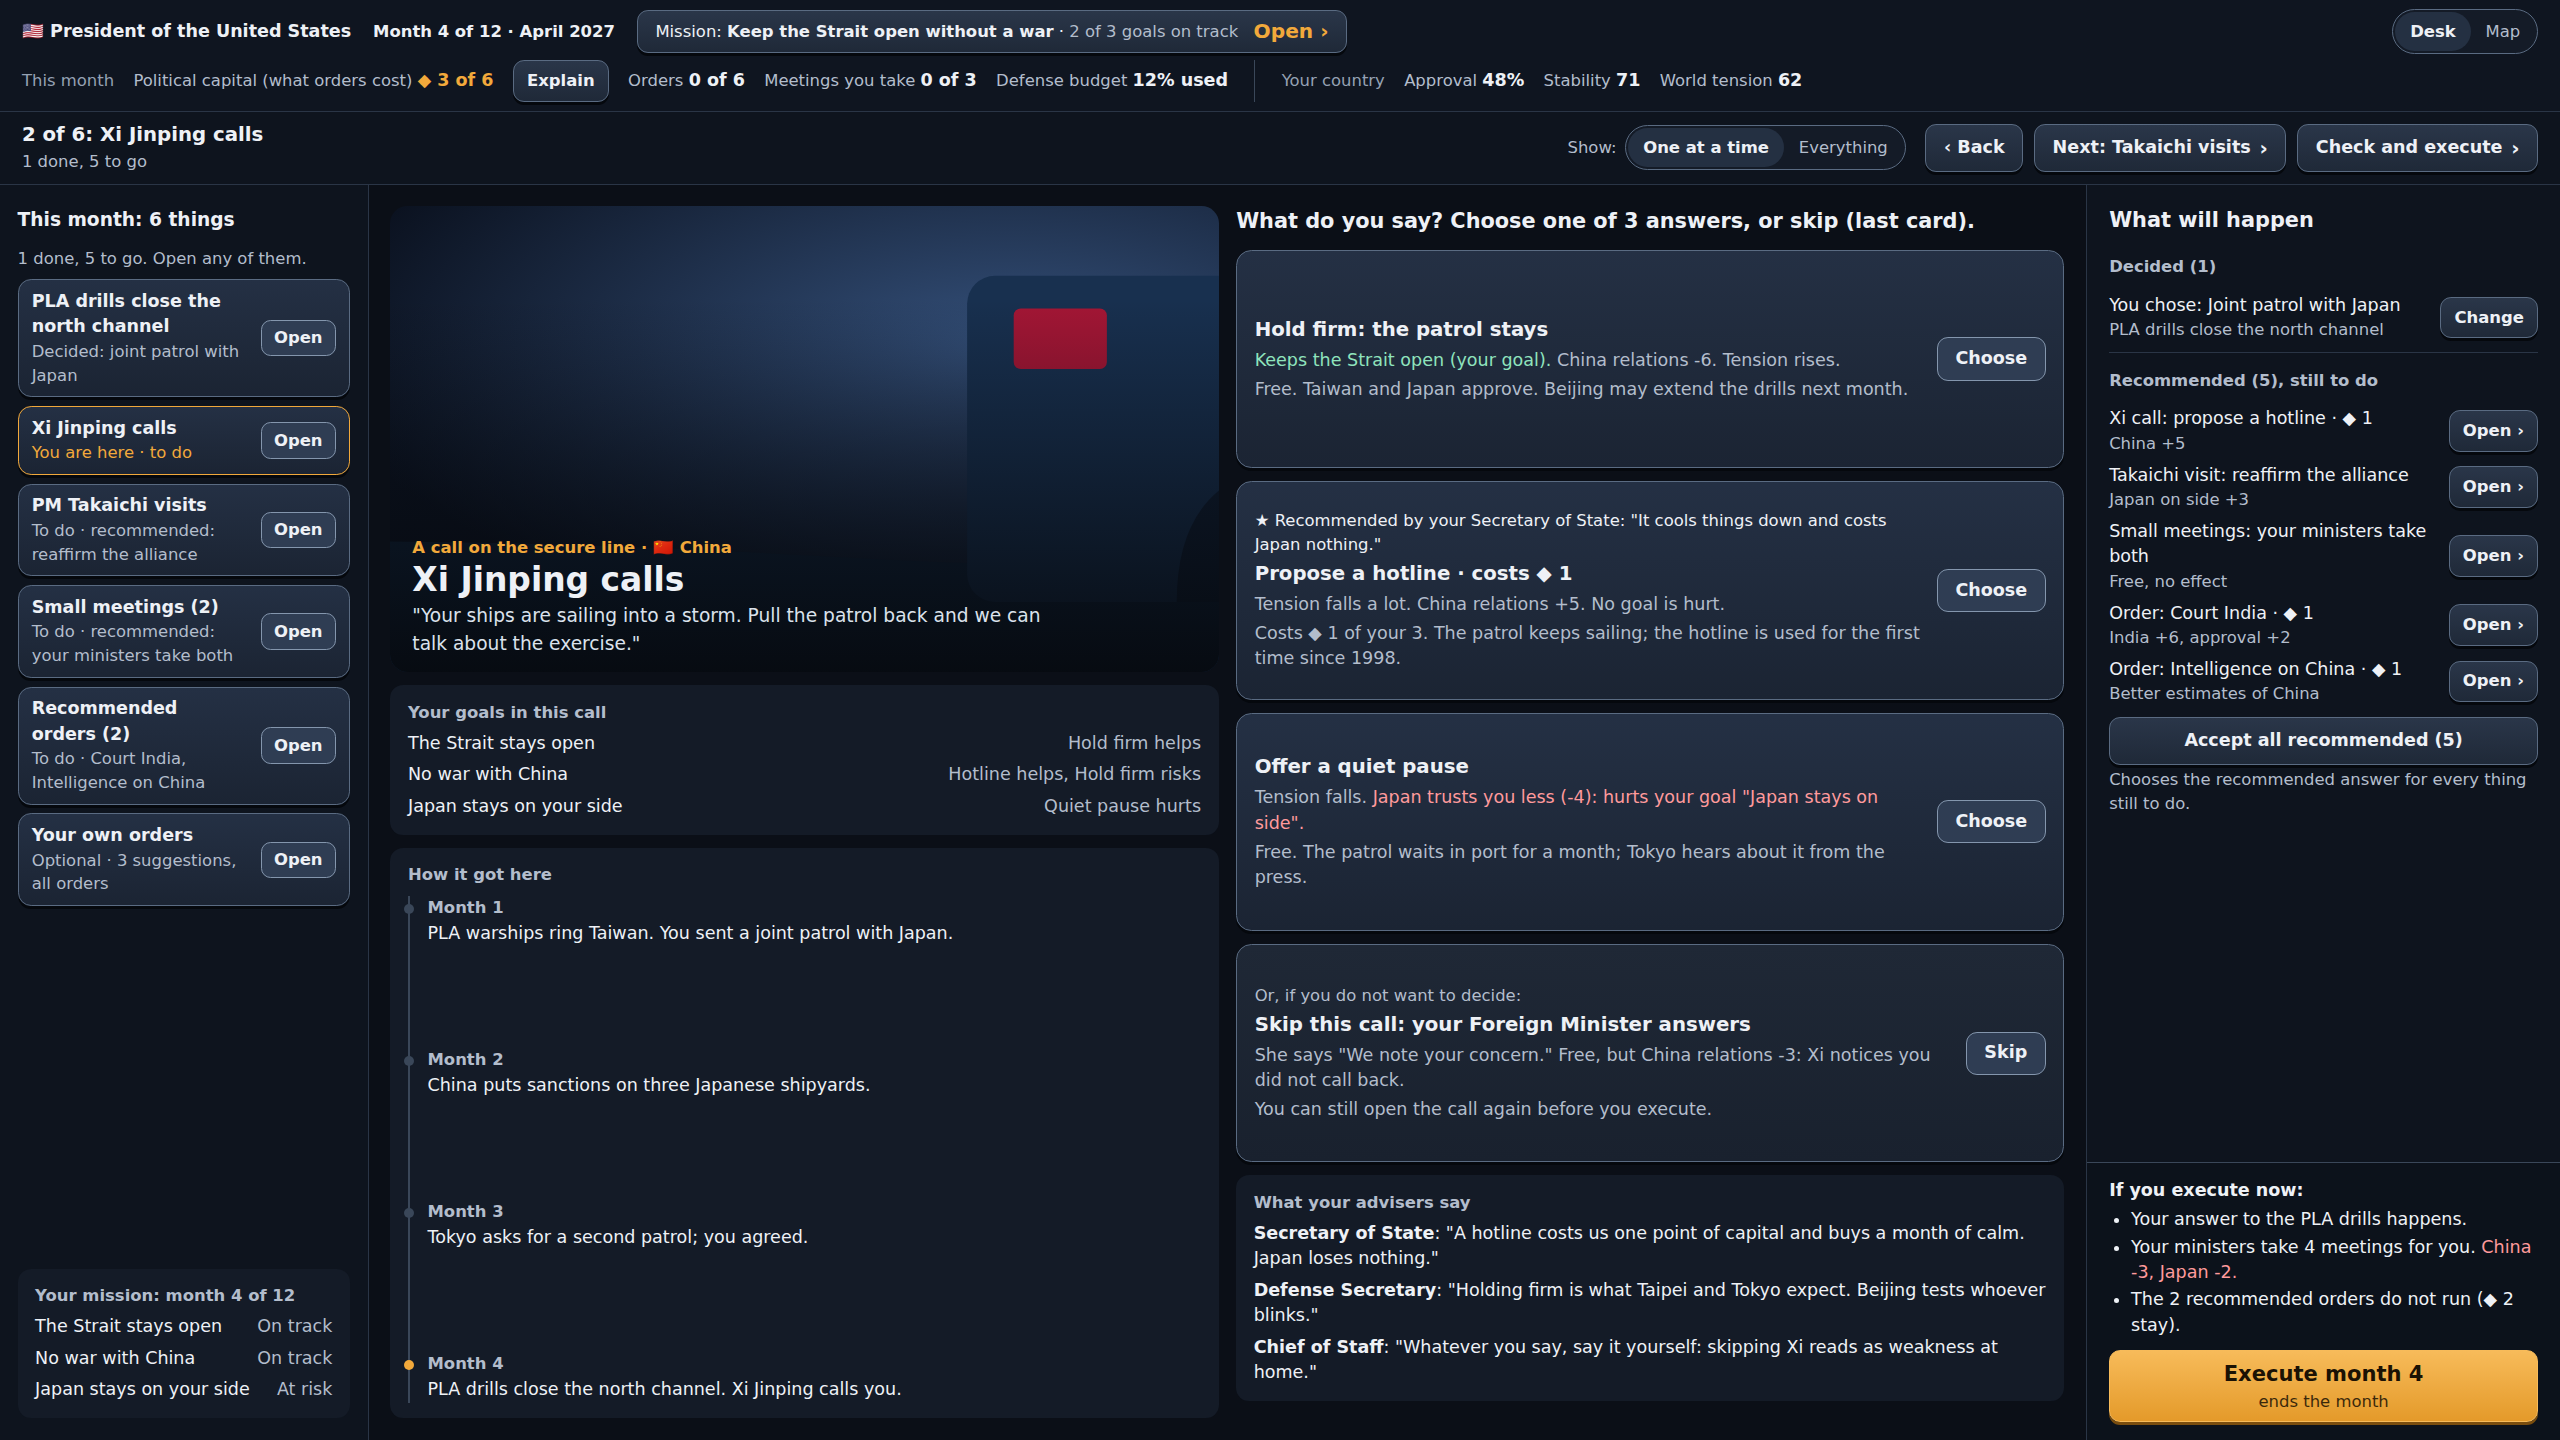 🇺🇸 President of the United States
Month 4 of 12 · April 2027
Mission: Keep the Strait open without a war · 2 of 3 goals on track Open ›
Desk Map
This month Political capital (what orders cost) ◆ 3 of 6 Explain Orders 0 of 6 Meetings you take 0 of 3 Defense budget 12% used Your country Approval 48% Stability 71 World tension 62
2 of 6: Xi Jinping calls
1 done, 5 to go
Show: One at a time Everything
‹ Back
Next: Takaichi visits ›
Check and execute ›
This month: 6 things
1 done, 5 to go. Open any of them.
PLA drills close the
north channel
Decided: joint patrol with
Japan
Open
Xi Jinping calls
You are here · to do
Open
PM Takaichi visits
To do · recommended:
reaffirm the alliance
Open
Small meetings (2)
To do · recommended:
your ministers take both
Open
Recommended
orders (2)
To do · Court India,
Intelligence on China
Open
Your own orders
Optional · 3 suggestions,
all orders
Open
Your mission: month 4 of 12
The Strait stays open On track
No war with China On track
Japan stays on your side At risk
A call on the secure line · 🇨🇳 China
Xi Jinping calls
"Your ships are sailing into a storm. Pull the patrol back and we can
talk about the exercise."
Your goals in this call
The Strait stays open Hold firm helps
No war with China Hotline helps, Hold firm risks
Japan stays on your side Quiet pause hurts
How it got here
Month 1
PLA warships ring Taiwan. You sent a joint patrol with Japan.
Month 2
China puts sanctions on three Japanese shipyards.
Month 3
Tokyo asks for a second patrol; you agreed.
Month 4
PLA drills close the north channel. Xi Jinping calls you.
What do you say? Choose one of 3 answers, or skip (last card).
Hold firm: the patrol stays
Keeps the Strait open (your goal). China relations -6. Tension rises.
Free. Taiwan and Japan approve. Beijing may extend the drills next month.
Choose
★ Recommended by your Secretary of State: "It cools things down and costs
Japan nothing."
Propose a hotline · costs ◆ 1
Tension falls a lot. China relations +5. No goal is hurt.
Costs ◆ 1 of your 3. The patrol keeps sailing; the hotline is used for the first
time since 1998.
Choose
Offer a quiet pause
Tension falls. Japan trusts you less (-4): hurts your goal "Japan stays on
side".
Free. The patrol waits in port for a month; Tokyo hears about it from the
press.
Choose
Or, if you do not want to decide:
Skip this call: your Foreign Minister answers
She says "We note your concern." Free, but China relations -3: Xi notices you
did not call back.
You can still open the call again before you execute.
Skip
What your advisers say
Secretary of State: "A hotline costs us one point of capital and buys a month of calm.
Japan loses nothing."
Defense Secretary: "Holding firm is what Taipei and Tokyo expect. Beijing tests whoever
blinks."
Chief of Staff: "Whatever you say, say it yourself: skipping Xi reads as weakness at
home."
What will happen
Decided (1)
You chose: Joint patrol with Japan
PLA drills close the north channel
Change
Recommended (5), still to do
Xi call: propose a hotline · ◆ 1
China +5
Open ›
Takaichi visit: reaffirm the alliance
Japan on side +3
Open ›
Small meetings: your ministers take
both
Free, no effect
Open ›
Order: Court India · ◆ 1
India +6, approval +2
Open ›
Order: Intelligence on China · ◆ 1
Better estimates of China
Open ›
Accept all recommended (5)
Chooses the recommended answer for every thing
still to do.
If you execute now:
• Your answer to the PLA drills happens.
• Your ministers take 4 meetings for you. China
-3, Japan -2.
• The 2 recommended orders do not run (◆ 2
stay).
Execute month 4
ends the month